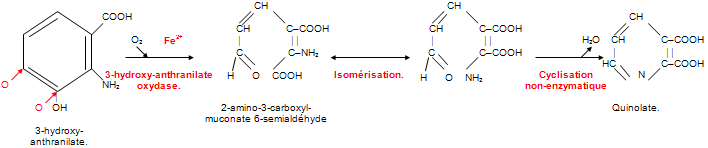 COOH
NH₂
OH
O
O
3-hydroxy-
anthranilate.
O₂
Fe²⁺
3-hydroxy-anthranilate
oxydase.
CH
CH
C–COOH
C–NH₂
C
H
O
COOH
2-amino-3-carboxyl-
muconate 6-semialdéhyde
Isomérisation.
CH
CH
C–COOH
C–COOH
C
H
O
NH₂
H₂O
Cyclisation
non-enzymatique
CH
CH
C–COOH
HC
C–COOH
N
Quinolate.